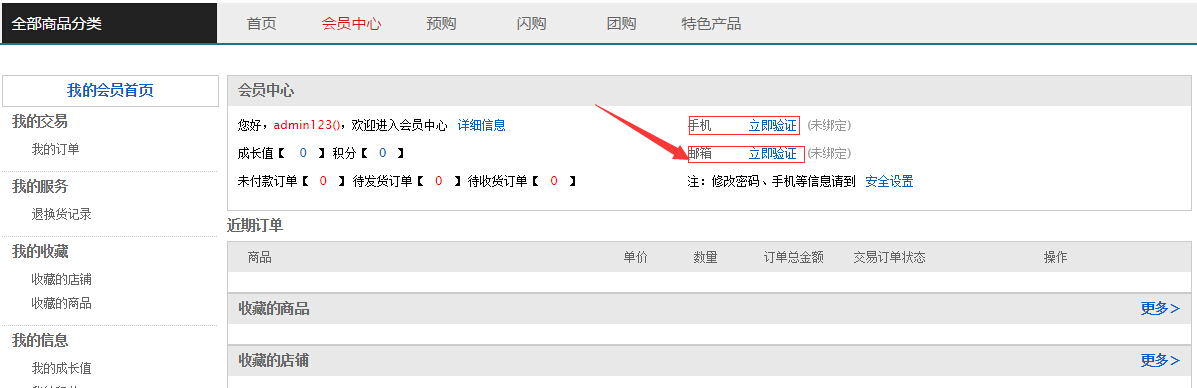 全部商品分类 首页 会员中心 预购 闪购 团购 特色产品
我的会员首页
我的交易
我的订单
我的服务
退换货记录
我的收藏
收藏的店铺
收藏的商品
我的信息
我的成长值
会员中心
您好，admin123()，欢迎进入会员中心 详细信息
成长值【 0 】 积分【 0 】
未付款订单【 0 】 待发货订单【 0 】 待收货订单【 0 】
手机 立即验证 (未绑定)
邮箱 立即验证 (未绑定)
注：修改密码、手机等信息请到 安全设置
近期订单
商品 单价 数量 订单总金额 交易订单状态 操作
收藏的商品 更多>
收藏的店铺 更多>